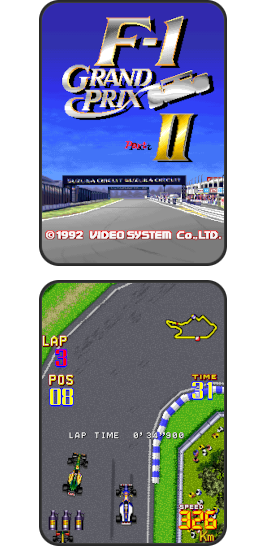 F-1
GRAND
PRIX
Part
II
SUZUKA CIRCUIT SUZUKA CIRCUIT
©1992 VIDEO SYSTEM Co.,LTD.
LAP
3
POS
08
TIME
31
LAP TIME 0'34"900
SPEED
326
Km